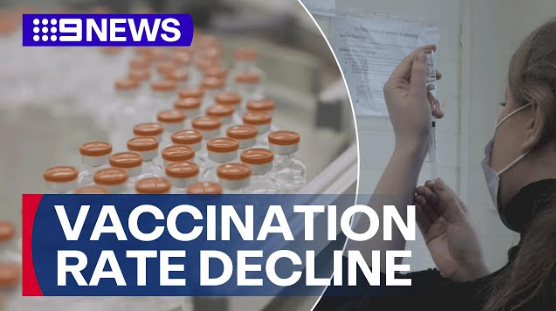 9NEWS
VACCINATION
RATE DECLINE